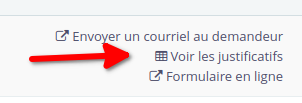 Envoyer un courriel au demandeur
Voir les justificatifs
Formulaire en ligne